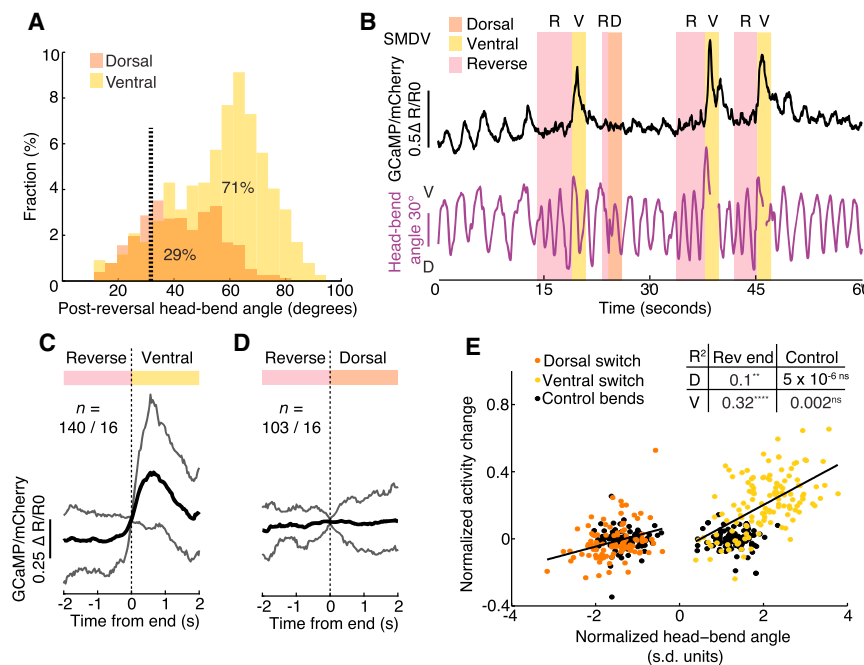 A
Dorsal
Ventral
10
8
6
4
2
0
Fraction (%)
71%
29%
20 40 60 80 100
Post-reversal head-bend angle (degrees)
B
Dorsal
Ventral
Reverse
R V R D R V R V
SMDV
GCaMP/mCherry
0.5Δ R/R0
V
Head-bend
angle 30°
D
0 15 30 45 60
Time (seconds)
C
Reverse Ventral
n =
140 / 16
GCaMP/mCherry
0.25 Δ R/R0
-2 -1 0 1 2
Time from end (s)
D
Reverse Dorsal
n =
103 / 16
-2 -1 0 1 2
Time from end (s)
E
Dorsal switch
Ventral switch
Control bends
R² Rev end Control
D 0.1** 5 x 10-6 ns
V 0.32**** 0.002ns
0.8
0.4
0
-0.4
Normalized activity change
-4 -2 0 2 4
Normalized head−bend angle
(s.d. units)